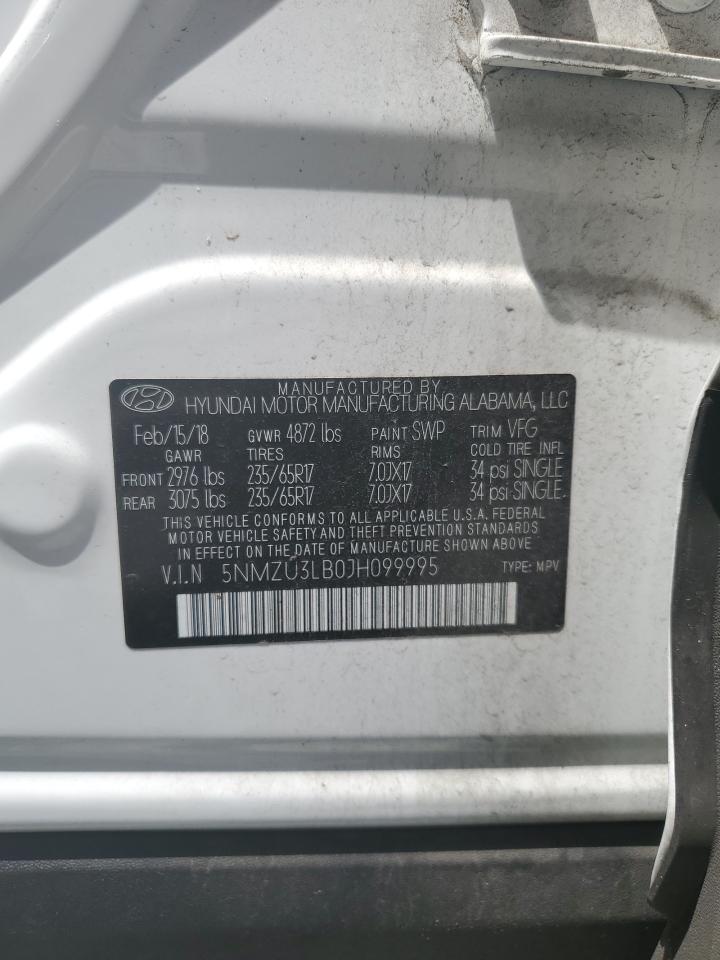 MANUFACTURED BY
HYUNDAI MOTOR MANUFACTURING ALABAMA, LLC
Feb/15/18 GVWR 4872 lbs PAINT SWP TRIM VFG
GAWR TIRES RIMS COLD TIRE INFL
FRONT 2976 lbs 235/65R17 7.0JX17 34 psi SINGLE
REAR 3075 lbs 235/65R17 7.0JX17 34 psi SINGLE
THIS VEHICLE CONFORMS TO ALL APPLICABLE U.S.A. FEDERAL
MOTOR VEHICLE SAFETY AND THEFT PREVENTION STANDARDS
IN EFFECT ON THE DATE OF MANUFACTURE SHOWN ABOVE
V.I.N 5NMZU3LB0JH099995 TYPE: MPV